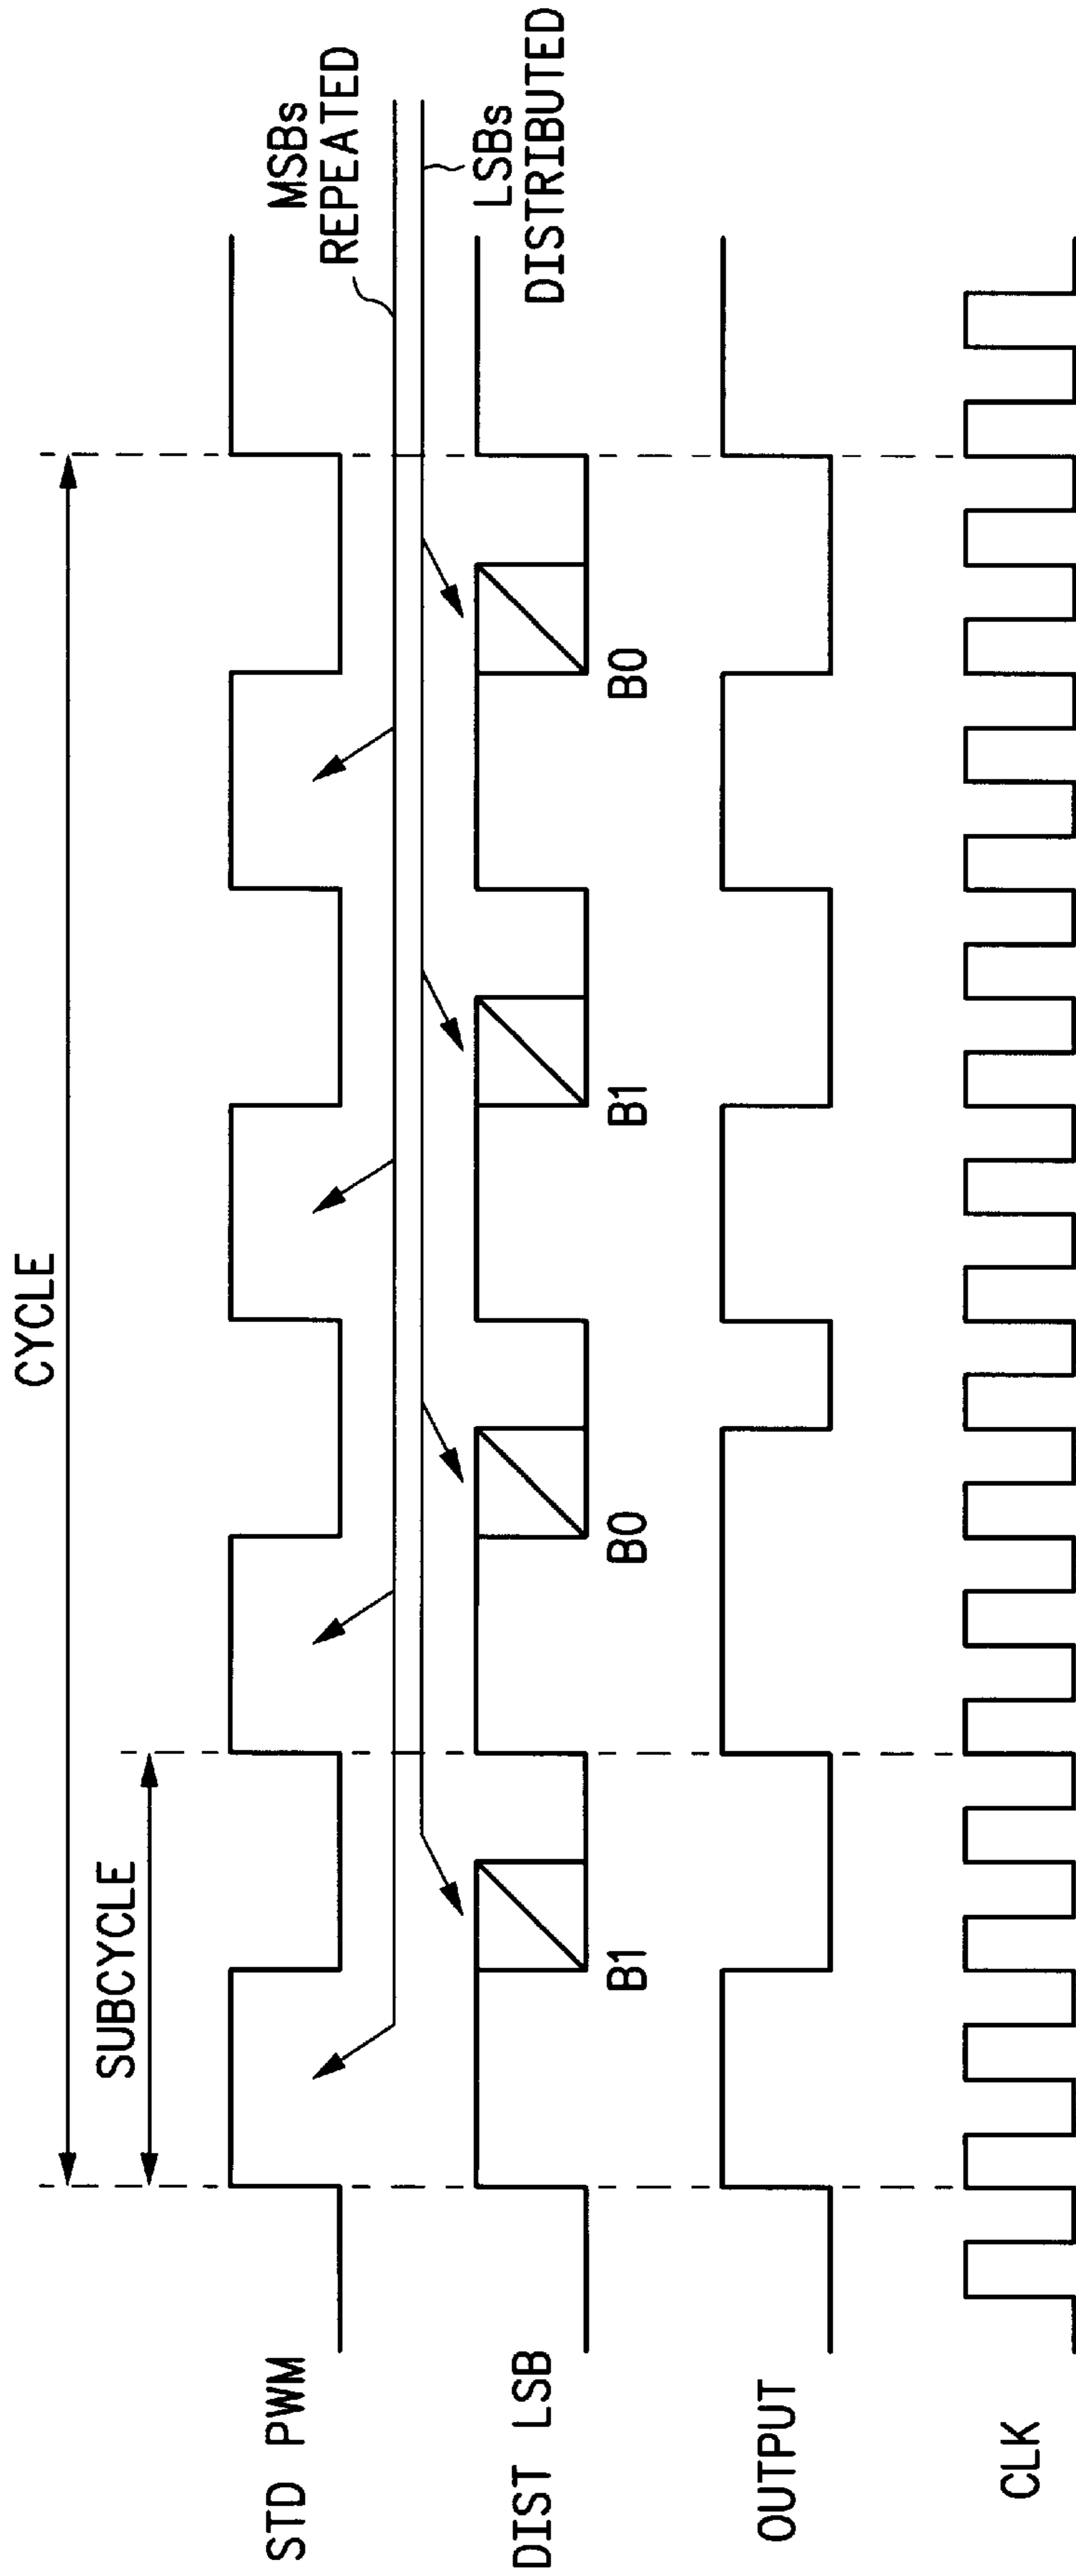 CYCLE
SUBCYCLE
STD PWM
MSBs
REPEATED
LSBs
DISTRIBUTED
DIST LSB
B1
B0
B1
B0
OUTPUT
CLK